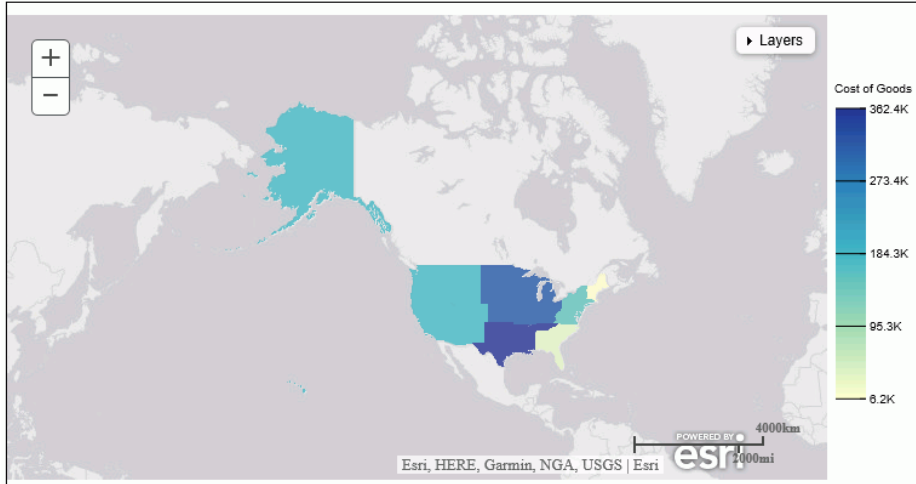 +
−
Layers
Cost of Goods
362.4K
273.4K
184.3K
95.3K
6.2K
4000km
2000mi
POWERED BY
esri
Esri, HERE, Garmin, NGA, USGS | Esri